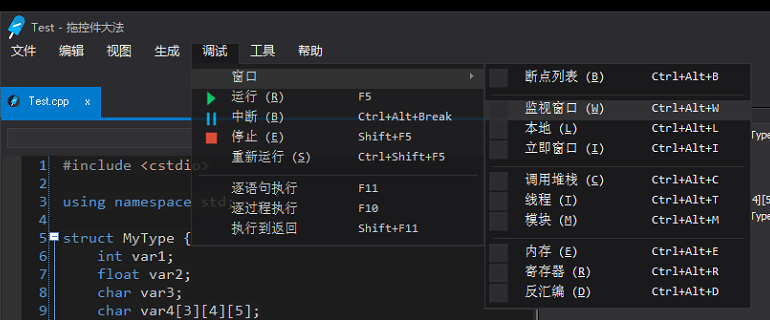 Test - 拖控件大法
文件 编辑 视图 生成 调试 工具 帮助
Test.cpp x
窗口
运行 (R) F5
中断 (B) Ctrl+Alt+Break
停止 (E) Shift+F5
重新运行 (S) Ctrl+Shift+F5
逐语句执行 F11
逐过程执行 F10
执行到返回 Shift+F11
断点列表 (B) Ctrl+Alt+B
监视窗口 (W) Ctrl+Alt+W
本地 (L) Ctrl+Alt+L
立即窗口 (I) Ctrl+Alt+I
调用堆栈 (C) Ctrl+Alt+C
线程 (I) Ctrl+Alt+T
模块 (M) Ctrl+Alt+M
内存 (E) Ctrl+Alt+E
寄存器 (R) Ctrl+Alt+R
反汇编 (D) Ctrl+Alt+D
1 #include <cstdio>
2
3 using namespace std;
4
5 struct MyType {
6 int var1;
7 float var2;
8 char var3;
9 char var4[3][4][5];